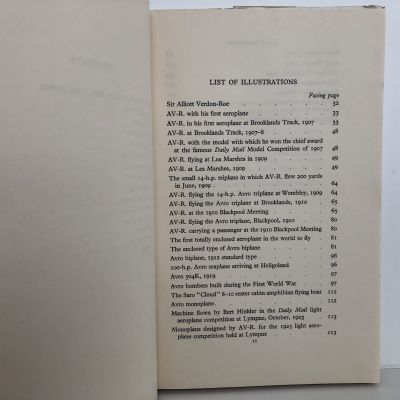 LIST OF ILLUSTRATIONS
Facing page
Sir Alliott Verdon-Roe . . . . . . 32
AV-R. with his first aeroplane . . . . 33
AV-R. in his first aeroplane at Brooklands Track, 1907 . 33
AV-R. at Brooklands Track, 1907-8 . . . 48
AV-R. with the model with which he won the chief award
at the famous Daily Mail Model Competition of 1907 48
AV-R. flying at Lea Marshes in 1909 . . . 49
AV-R. at Lea Marshes, 1909 . . . . 49
The small 14-h.p. triplane in which AV-R. flew 200 yards
in June, 1909 . . . . . . 64
AV-R. flying the 14-h.p. Avro triplane at Wembley, 1909 64
AV-R. flying the Avro triplane at Brooklands, 1910 . 65
AV-R. at the 1910 Blackpool Meeting . . . 65
AV-R. flying the Avro triplane, Blackpool, 1910 . 80
AV-R. carrying a passenger at the 1910 Blackpool Meeting 80
The first totally enclosed aeroplane in the world to fly . 81
The enclosed type of Avro biplane . . . 81
Avro biplane, 1912 standard type . . . . 96
100-h.p. Avro seaplane arriving at Heligoland . . 96
Avro 504K, 1919 . . . . . . 97
Avro bombers built during the First World War . . 97
The Saro "Cloud" 8-10 seater cabin amphibian flying boat 112
Avro monoplane . . . . . . 112
Machine flown by Bert Hinkler in the Daily Mail light
aeroplane competition at Lympne, October, 1923 . 113
Monoplane designed by AV-R. for the 1923 light aero-
plane competition held at Lympne . . . 113
11